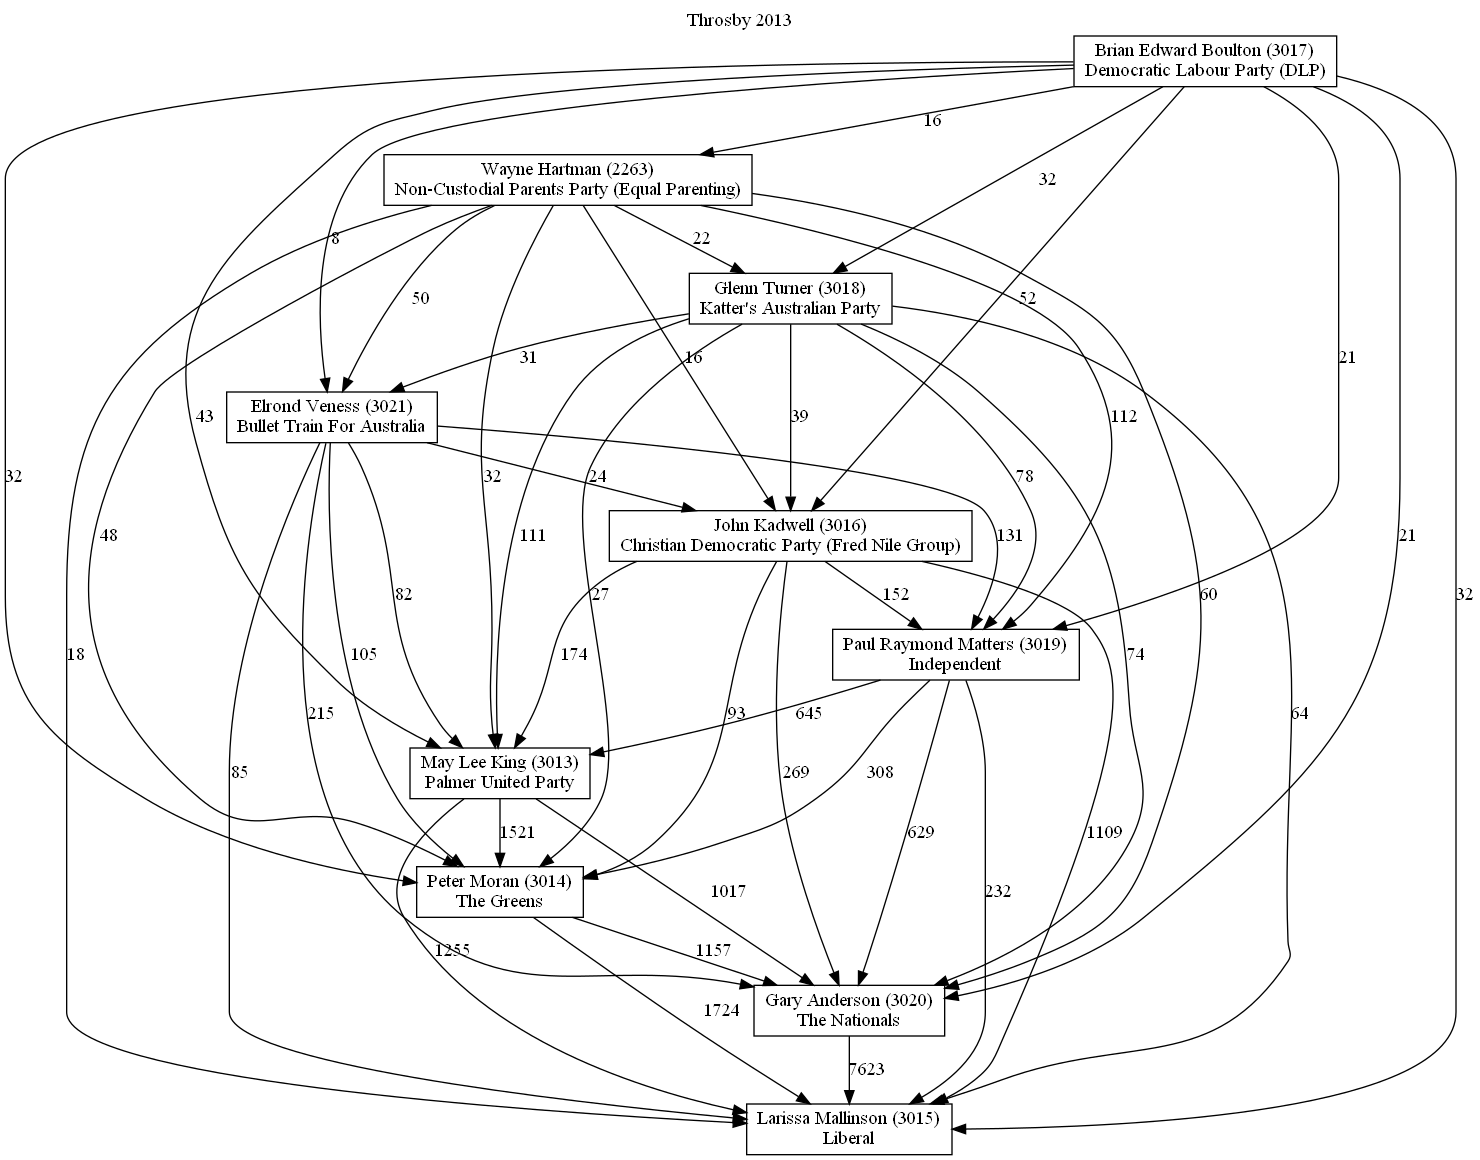 Throsby 2013
Brian Edward Boulton (3017)
Democratic Labour Party (DLP)
16
Wayne Hartman (2263)
Non-Custodial Parents Party (Equal Parenting)
32
8
22
Glenn Turner (3018)
Katter's Australian Party
50
52
31
16
21
Elrond Veness (3021)
Bullet Train For Australia
43
39
112
32
32
24
78
21
John Kadwell (3016)
Christian Democratic Party (Fred Nile Group)
48
111
131
82
27
152
60
32
Paul Raymond Matters (3019)
Independent
18
105
174
74
215
93
645
64
May Lee King (3013)
Palmer United Party
85
269
308
1521
629
1109
Peter Moran (3014)
The Greens
1017
232
1255
1157
Gary Anderson (3020)
The Nationals
1724
7623
Larissa Mallinson (3015)
Liberal